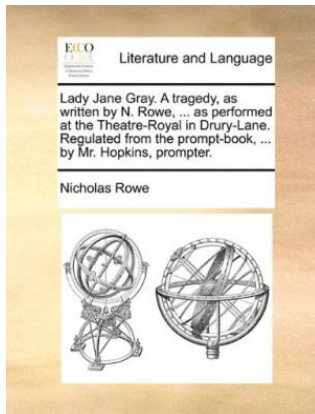 ECCO
Literature and Language
Lady Jane Gray. A tragedy, as
written by N. Rowe, ... as performed
at the Theatre-Royal in Drury-Lane.
Regulated from the prompt-book, ...
by Mr. Hopkins, prompter.
Nicholas Rowe